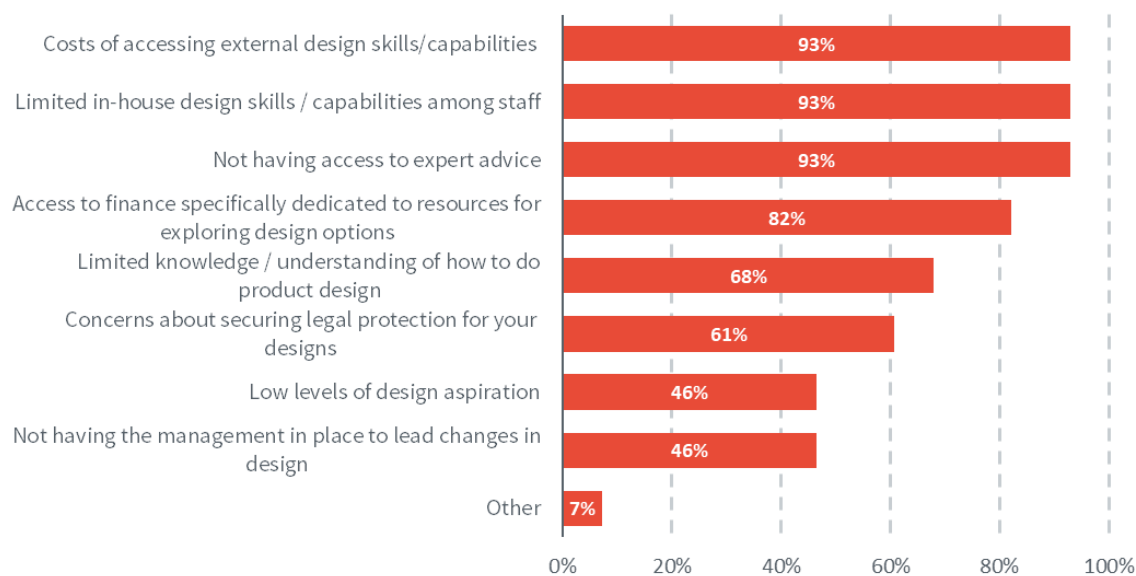 Costs of accessing external design skills/capabilities
93%
Limited in-house design skills / capabilities among staff
93%
Not having access to expert advice
93%
Access to finance specifically dedicated to resources for
exploring design options
82%
Limited knowledge / understanding of how to do
product design
68%
Concerns about securing legal protection for your
designs
61%
Low levels of design aspiration
46%
Not having the management in place to lead changes in
design
46%
Other
7%
0% 20% 40% 60% 80% 100%